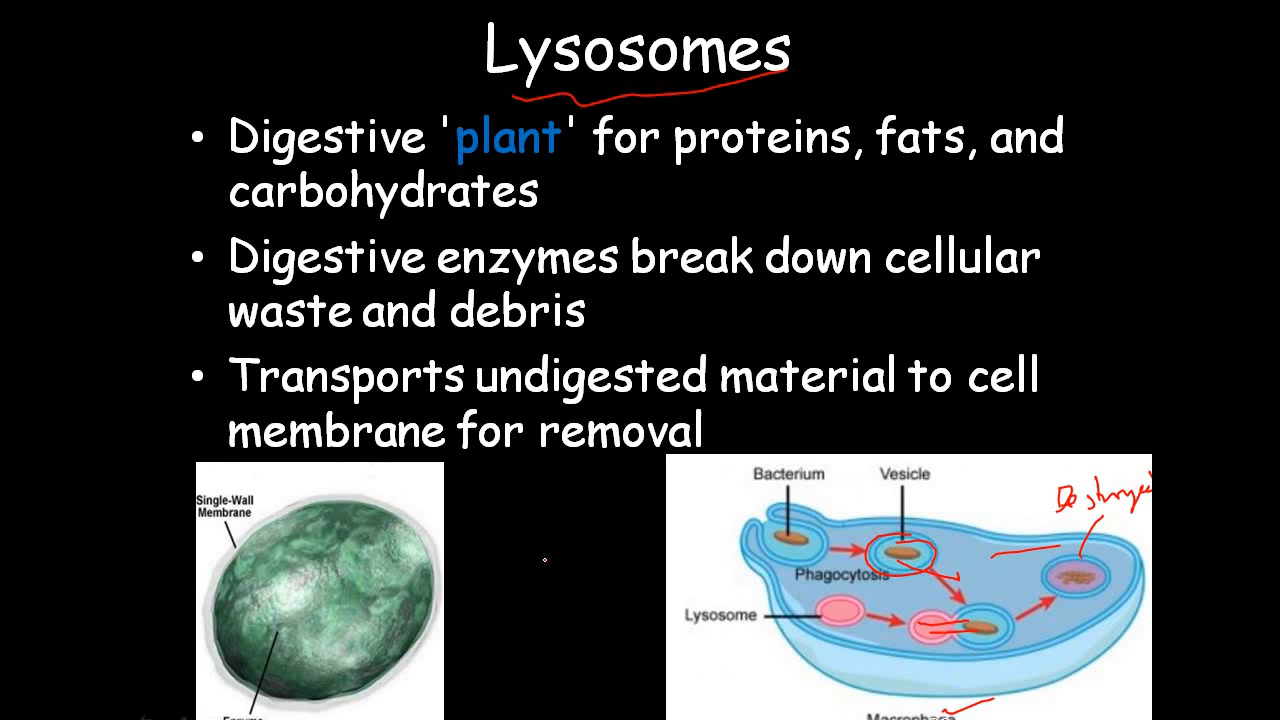 Lysosomes
• Digestive 'plant' for proteins, fats, and
carbohydrates
• Digestive enzymes break down cellular
waste and debris
• Transports undigested material to cell
membrane for removal
Single-Wall
Membrane
Enzyme
Bacterium
Vesicle
Destroyed
Phagocytosis
Lysosome
Macrophage